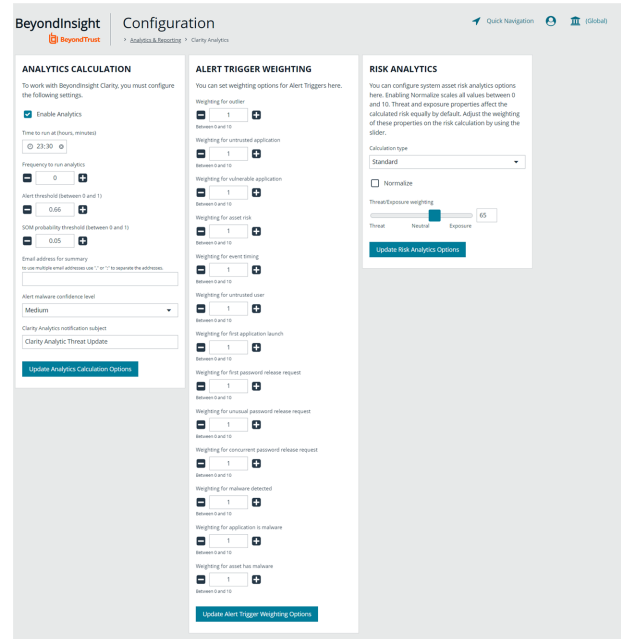 BeyondInsight
BeyondTrust
Configuration
> Analytics & Reporting > Clarity Analytics
Quick Navigation
(Global)
ANALYTICS CALCULATION
To work with BeyondInsight Clarity, you must configure
the following settings.
Enable Analytics
Time to run at (hours, minutes)
23:30
Frequency to run analytics
0
Alert threshold (between 0 and 1)
0.66
SOM probability threshold (between 0 and 1)
0.05
Email address for summary
to use multiple email addresses use "," or ";" to separate the addresses.
Alert malware confidence level
Medium
Clarity Analytics notification subject
Clarity Analytic Threat Update
Update Analytics Calculation Options
ALERT TRIGGER WEIGHTING
You can set weighting options for Alert Triggers here.
Weighting for outlier
1
Between 0 and 10
Weighting for untrusted application
1
Between 0 and 10
Weighting for vulnerable application
1
Between 0 and 10
Weighting for asset risk
1
Between 0 and 10
Weighting for event timing
1
Between 0 and 10
Weighting for untrusted user
1
Between 0 and 10
Weighting for first application launch
1
Between 0 and 10
Weighting for first password release request
1
Between 0 and 10
Weighting for unusual password release request
1
Between 0 and 10
Weighting for concurrent password release request
1
Between 0 and 10
Weighting for malware detected
1
Between 0 and 10
Weighting for application is malware
1
Between 0 and 10
Weighting for asset has malware
1
Between 0 and 10
Update Alert Trigger Weighting Options
RISK ANALYTICS
You can configure system asset risk analytics options
here. Enabling Normalize scales all values between 0
and 10. Threat and exposure properties affect the
calculated risk equally by default. Adjust the weighting
of these properties on the risk calculation by using the
slider.
Calculation type
Standard
Normalize
Threat/Exposure weighting
65
Threat Neutral Exposure
Update Risk Analytics Options